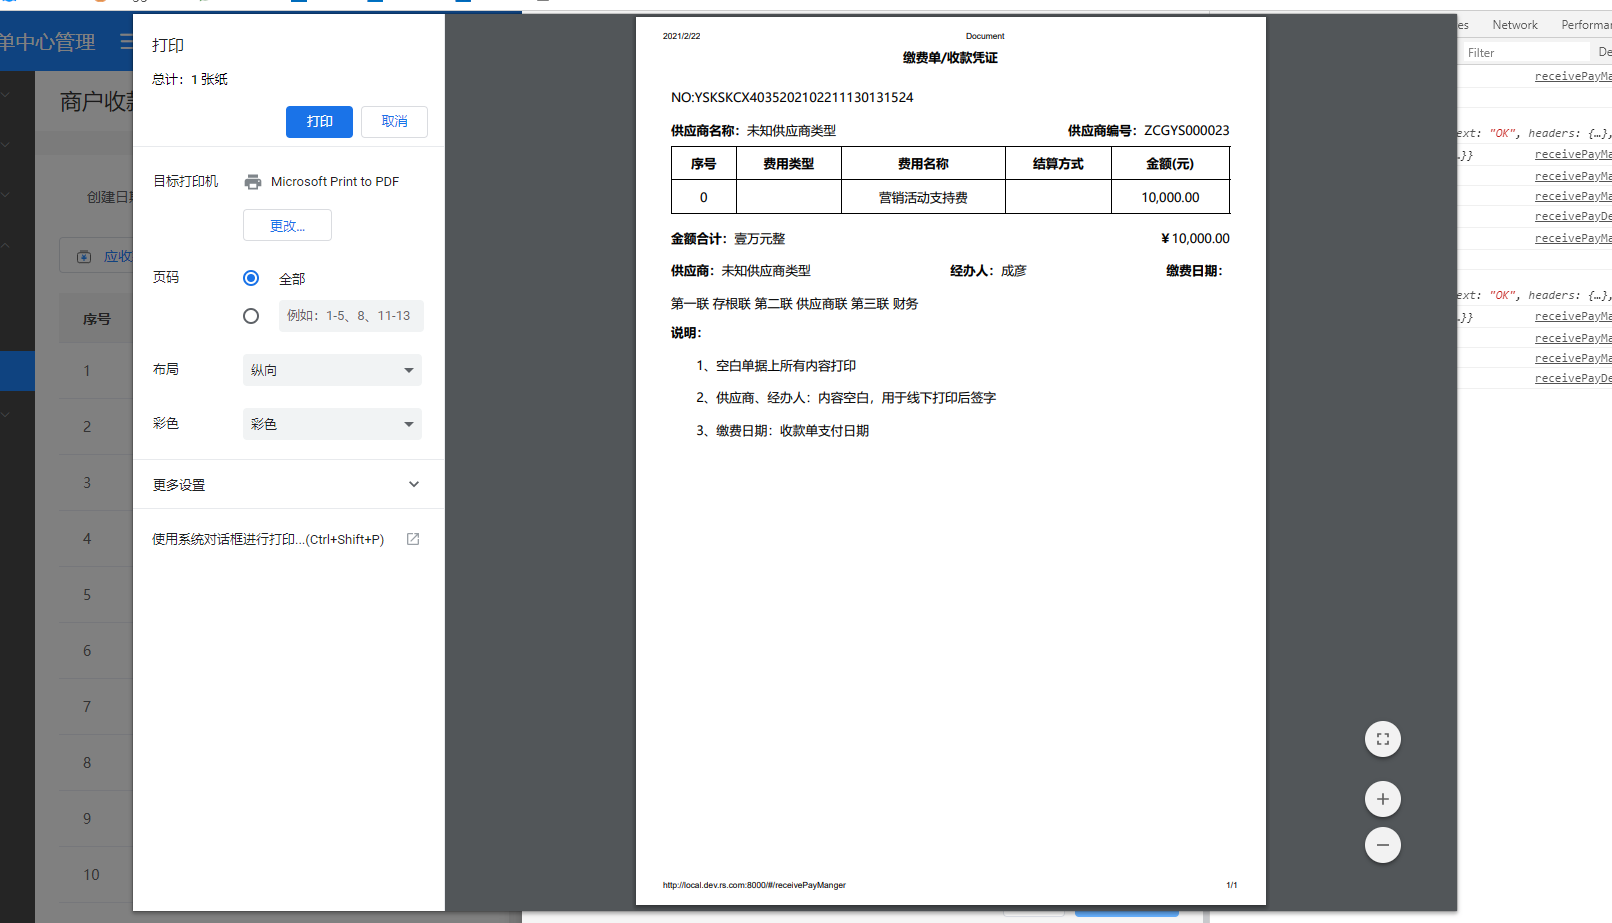 单中心管理
商户收款
创建日期
应收
序号
1
2
3
4
5
6
7
8
9
10
打印
总计：1 张纸
打印
取消
目标打印机
Microsoft Print to PDF
更改...
页码
全部
例如：1-5、8、11-13
布局
纵向
彩色
彩色
更多设置
使用系统对话框进行打印...(Ctrl+Shift+P)
2021/2/22
Document
缴费单/收款凭证
NO:YSKSKCX4035202102211130131524
供应商名称：未知供应商类型
供应商编号：ZCGYS000023
序号 费用类型 费用名称 结算方式 金额(元)
0 营销活动支持费 10,000.00
金额合计：壹万元整
￥10,000.00
供应商：未知供应商类型
经办人：成彦
缴费日期：
第一联 存根联 第二联 供应商联 第三联 财务
说明：
1、空白单据上所有内容打印
2、供应商、经办人：内容空白，用于线下打印后签字
3、缴费日期：收款单支付日期
http://local.dev.rs.com:8000/#/receivePayManger
1/1
es Network Performan
Filter
De
receivePayMa
ext: "OK", headers: {…},
.}} receivePayMa
receivePayMa
receivePayMa
receivePayDe
receivePayMa
ext: "OK", headers: {…},
.}} receivePayMa
receivePayMa
receivePayMa
receivePayDe